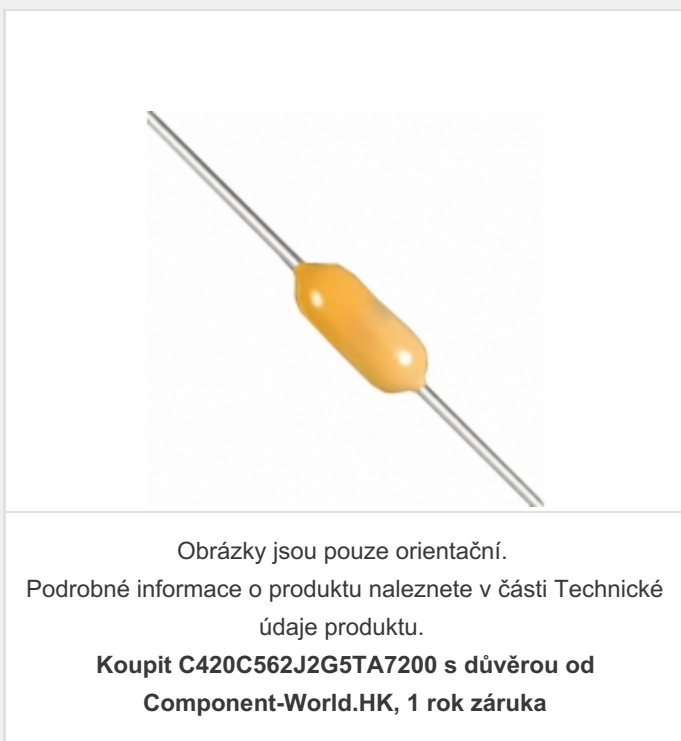 Obrázky jsou pouze orientační.
Podrobné informace o produktu naleznete v části Technické
údaje produktu.
Koupit C420C562J2G5TA7200 s důvěrou od
Component-World.HK, 1 rok záruka